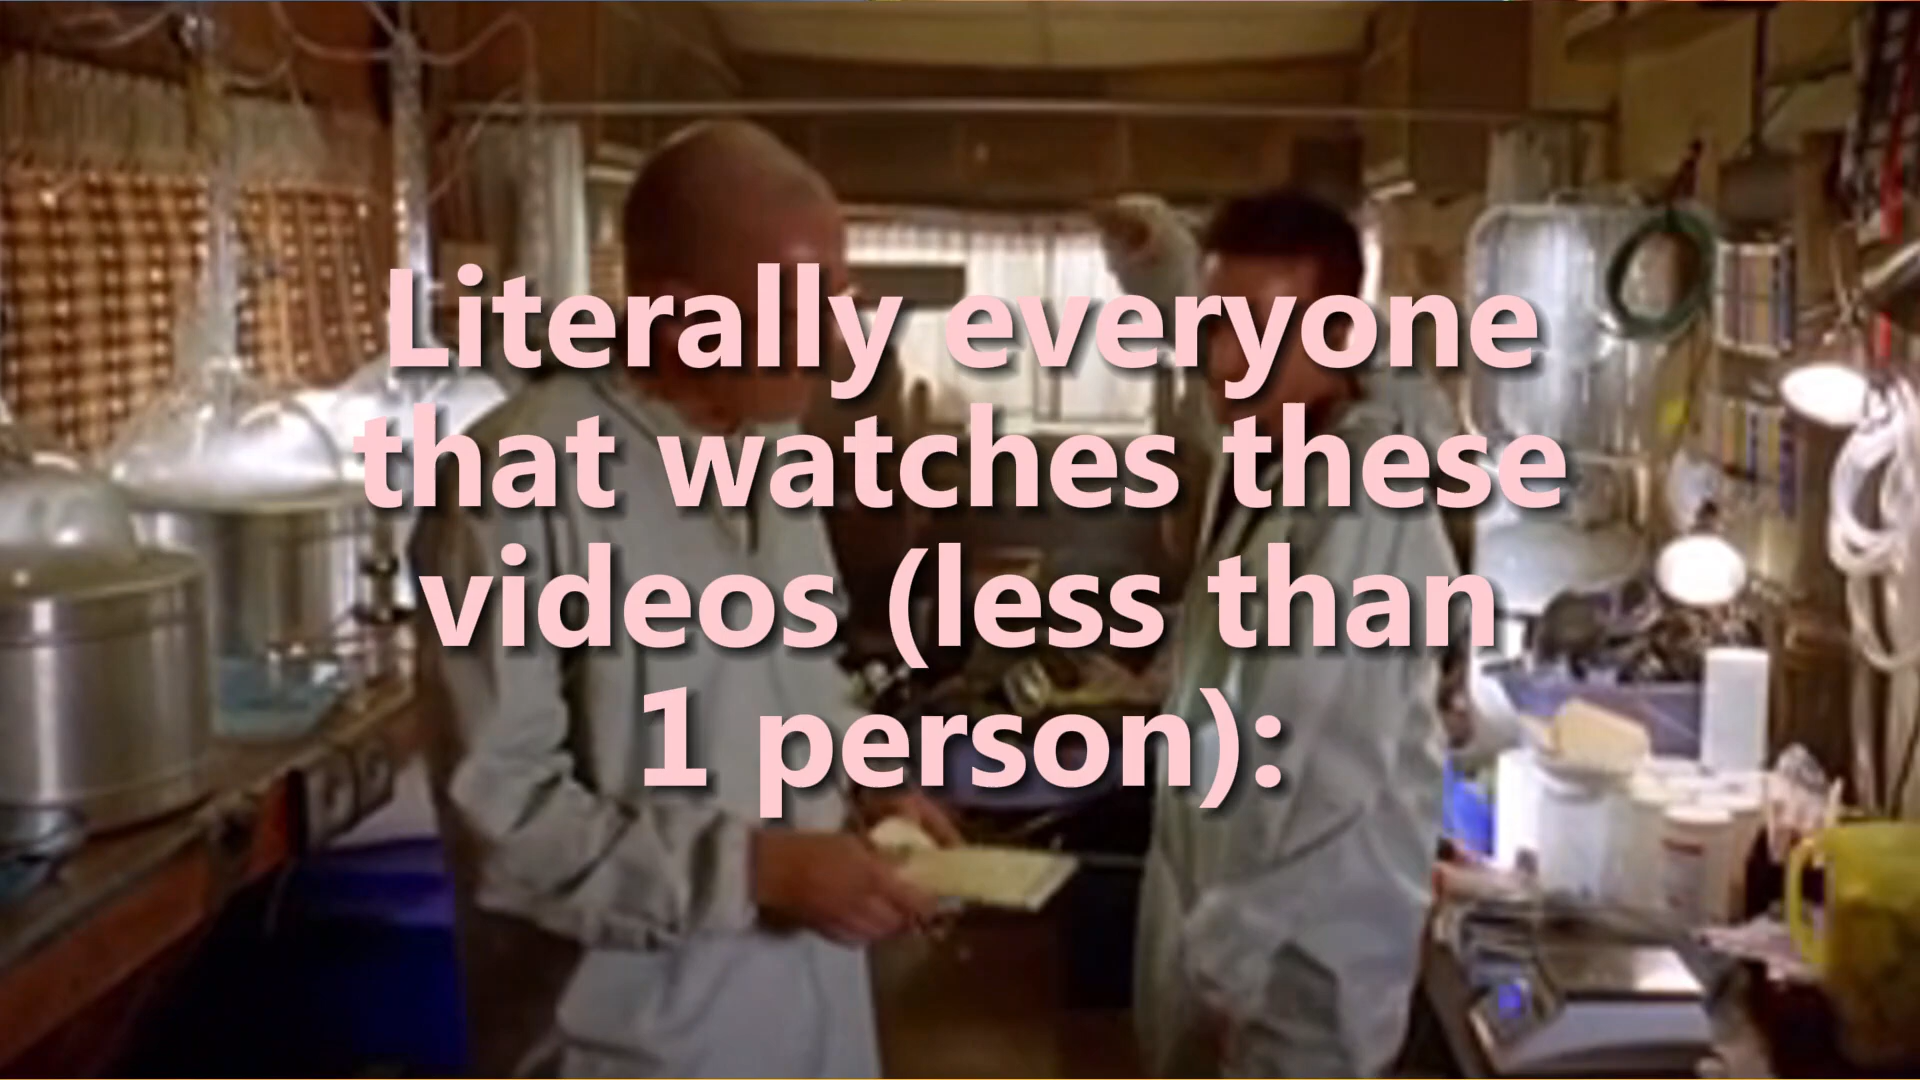 Literally everyone
that watches these
videos (less than
1 person):